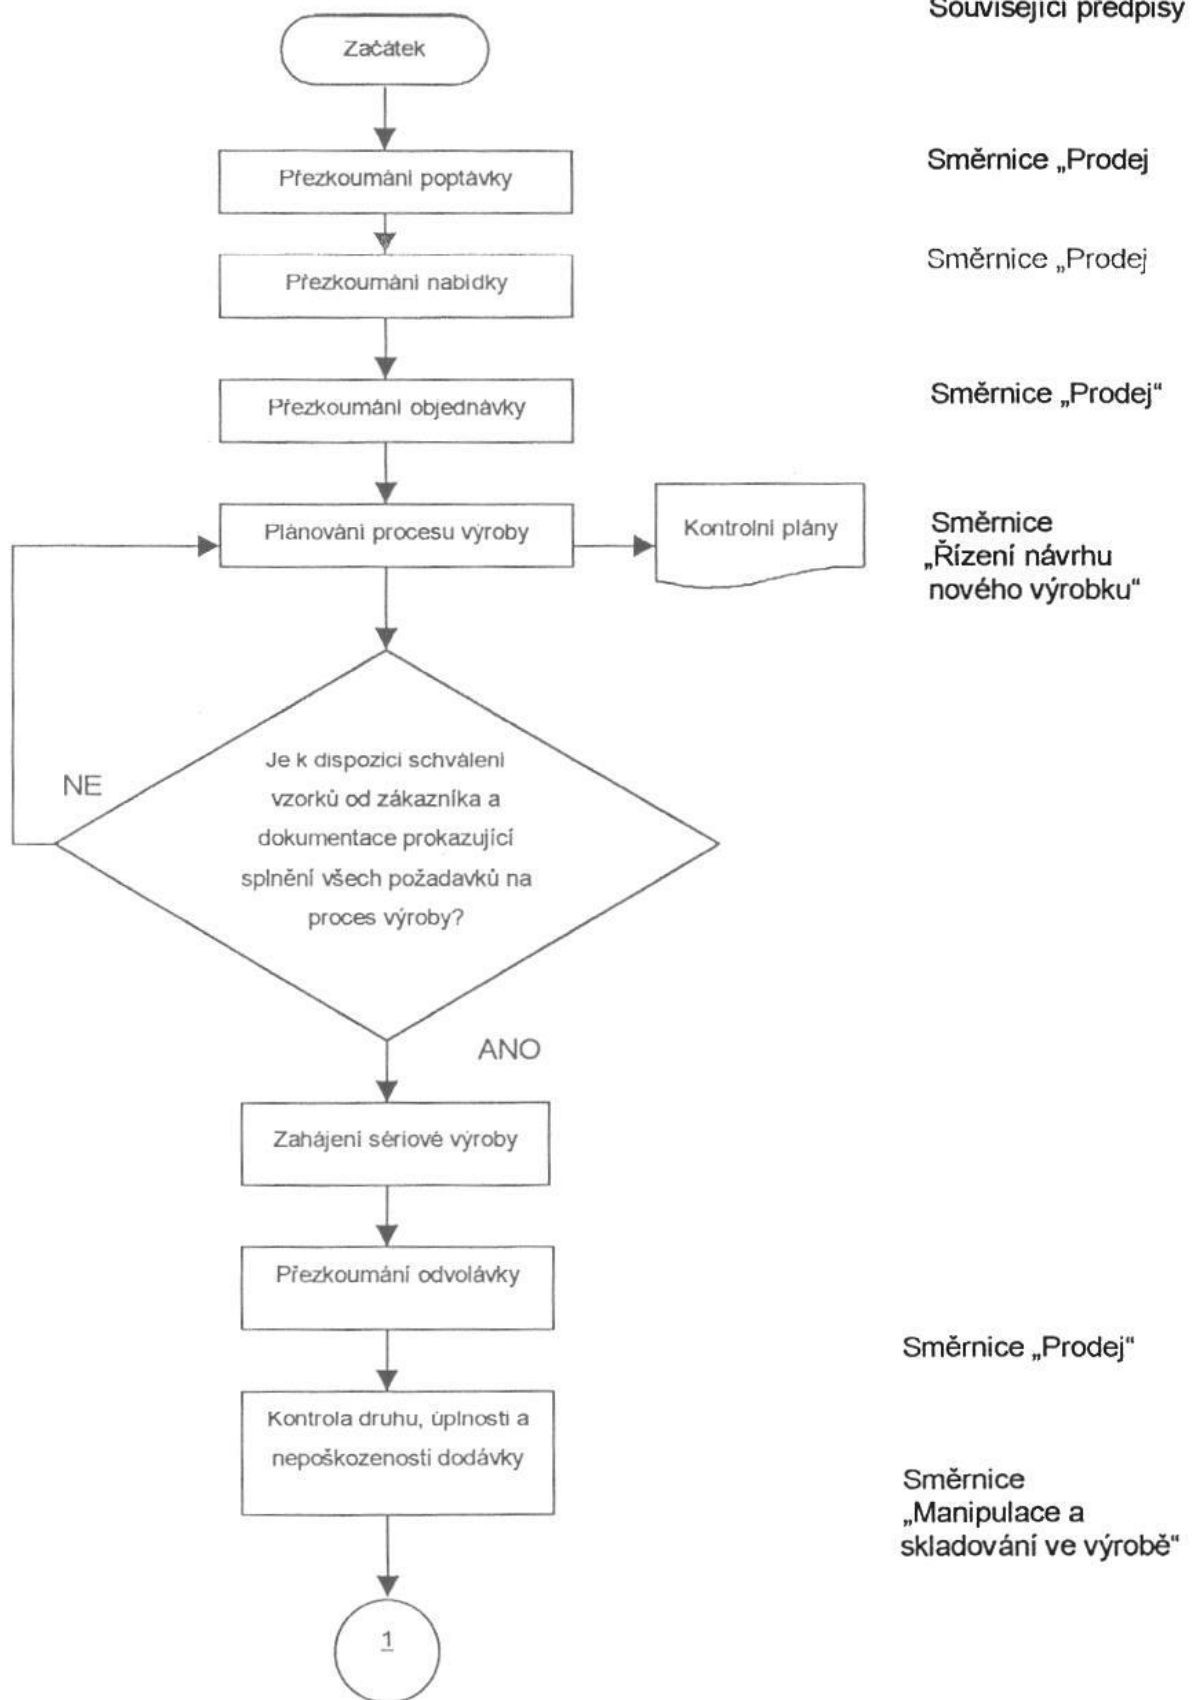 Související předpisy
Začátek
Směrnice „Prodej
Přezkoumání poptávky
Směrnice „Prodej
Přezkoumání nabídky
Směrnice „Prodej“
Přezkoumání objednávky
Plánování procesu výroby
Kontrolní plány
Směrnice
„Řízení návrhu
nového výrobku“
Je k dispozici schválení
vzorků od zákazníka a
dokumentace prokazující
splnění všech požadavků na
proces výroby?
NE
ANO
Zahájení sériové výroby
Přezkoumání odvolávky
Směrnice „Prodej“
Kontrola druhu, úplnosti a
nepoškozenosti dodávky
Směrnice
„Manipulace a
skladování ve výrobě“
1